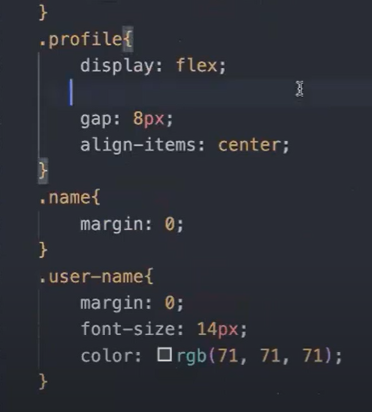 }
.profile{
    display: flex;

    gap: 8px;
    align-items: center;
}
.name{
    margin: 0;
}
.user-name{
    margin: 0;
    font-size: 14px;
    color: rgb(71, 71, 71);
}